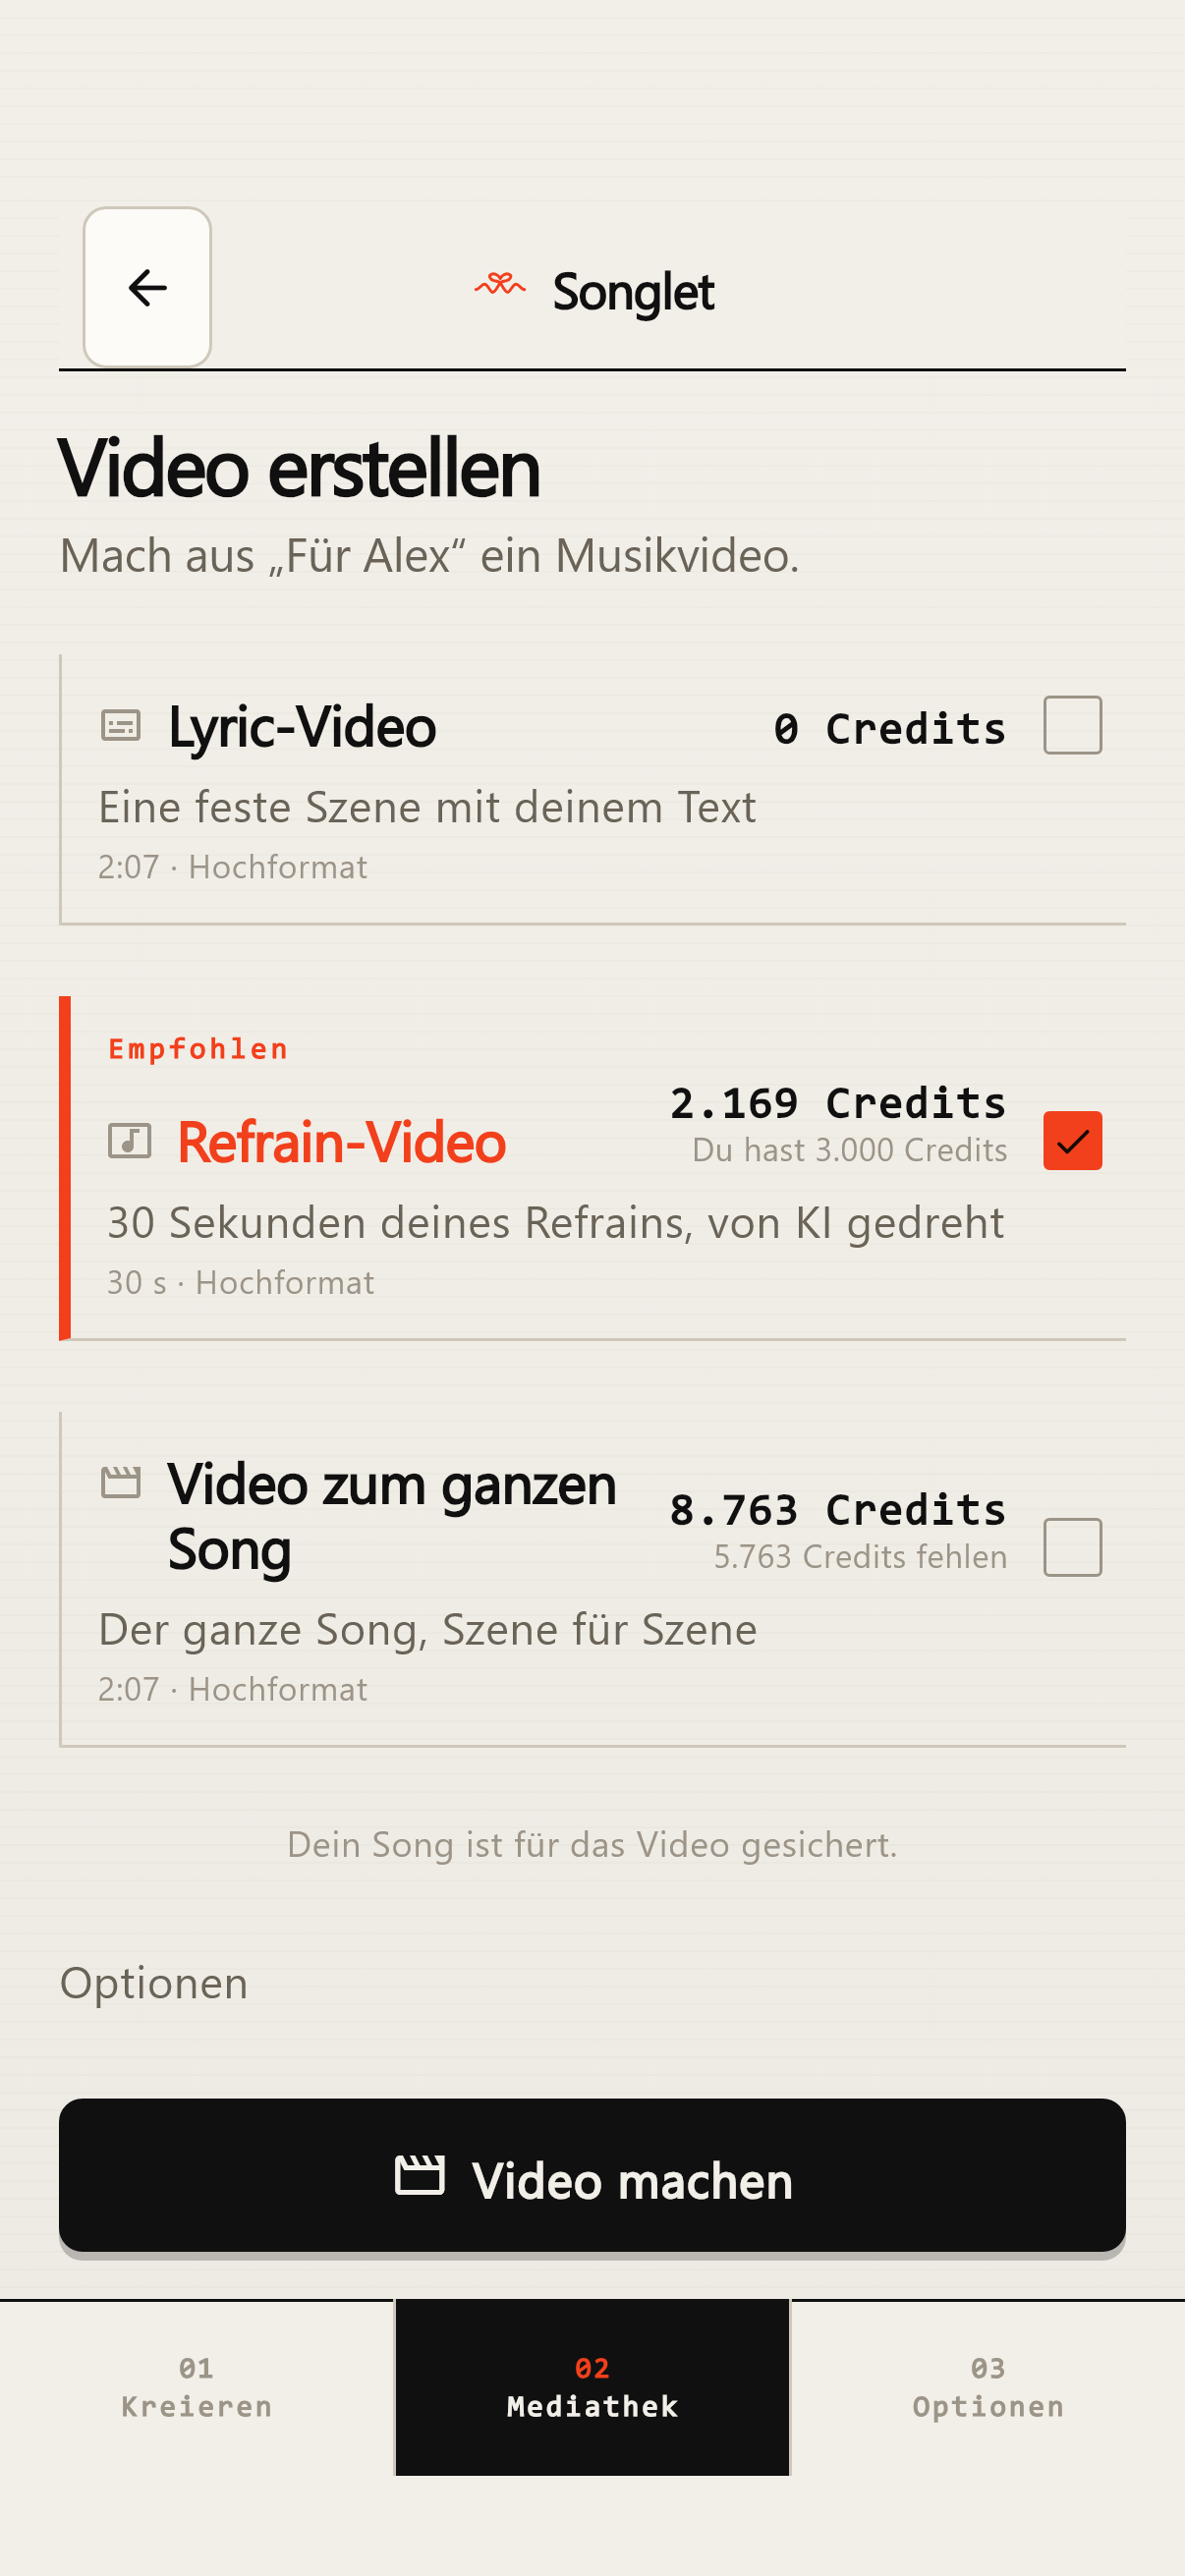 Songlet
Video erstellen
Mach aus „Für Alex“ ein Musikvideo.
Lyric-Video
0 Credits
Eine feste Szene mit deinem Text
2:07 · Hochformat
Empfohlen
Refrain-Video
2.169 Credits
Du hast 3.000 Credits
30 Sekunden deines Refrains, von KI gedreht
30 s · Hochformat
Video zum ganzen
Song
8.763 Credits
5.763 Credits fehlen
Der ganze Song, Szene für Szene
2:07 · Hochformat
Dein Song ist für das Video gesichert.
Optionen
Video machen
01
Kreieren
02
Mediathek
03
Optionen